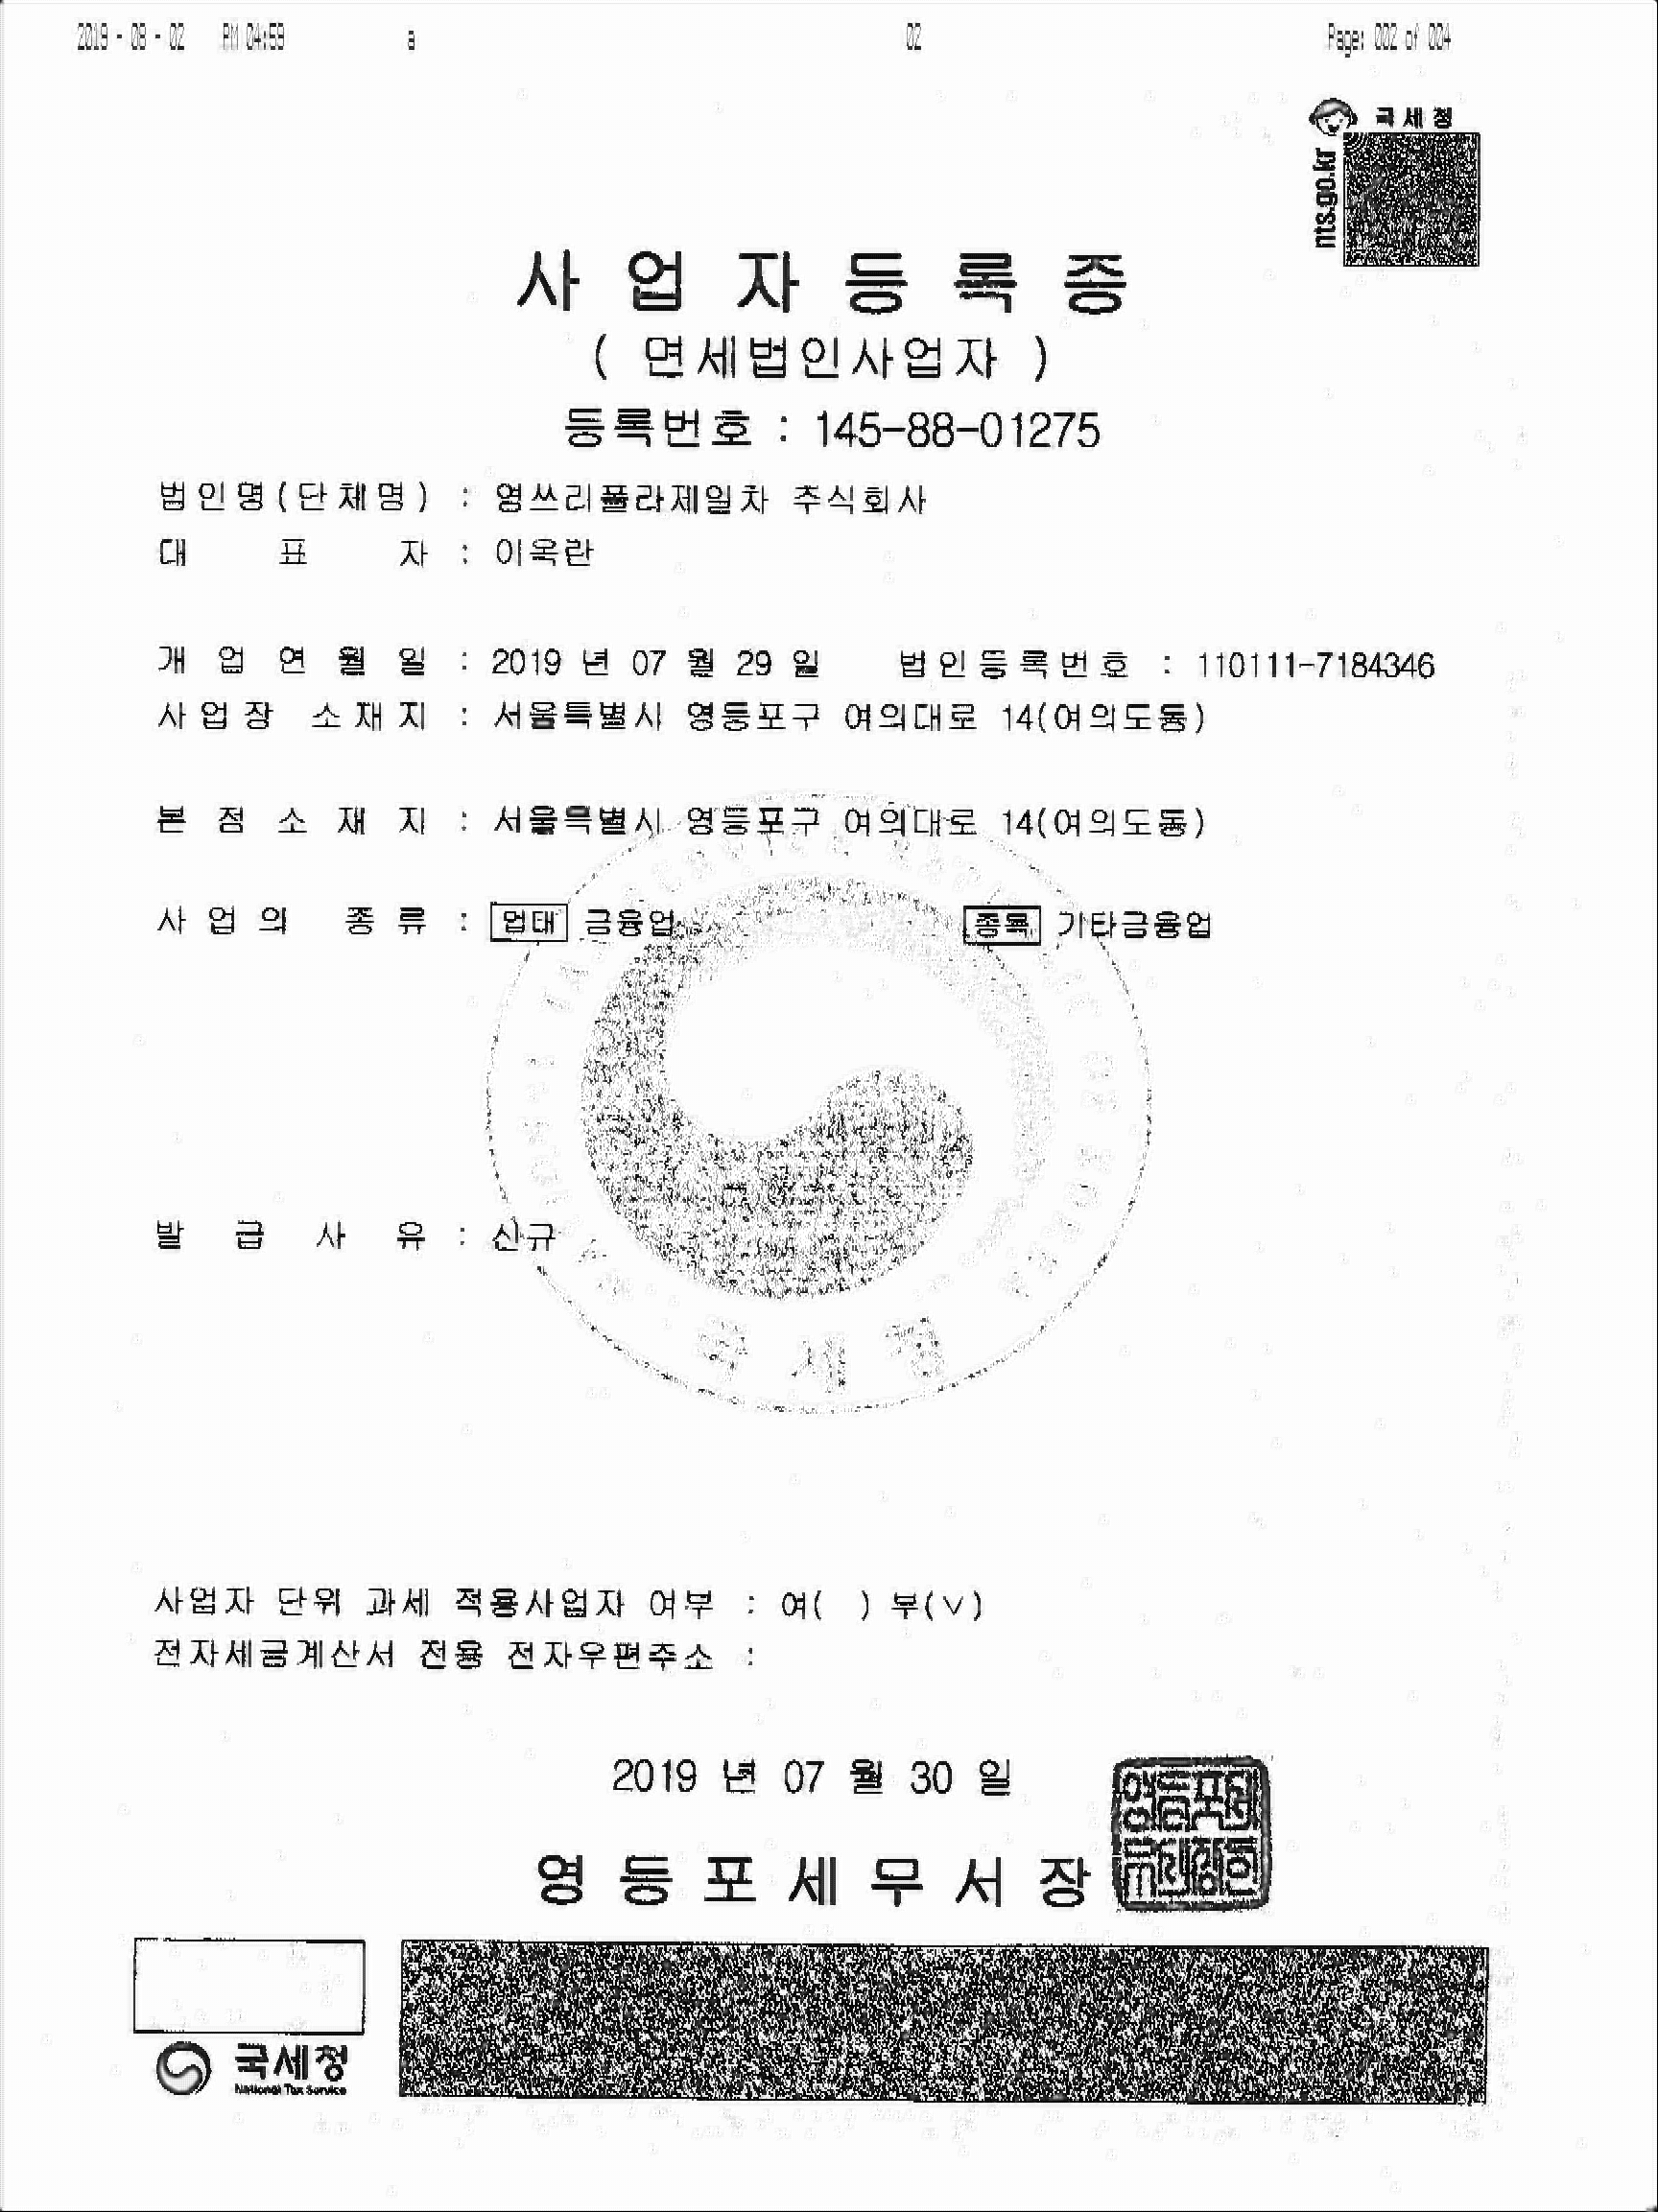 2019 - 08 - 02 PM 04:59 a 02 Page: 002 of 004
국세청
nts.go.kr
사업자등록증
( 면세법인사업자 )
등록번호 : 145-88-01275
법인명(단체명) : 영쓰리풀라제일차 주식회사
대 표 자 : 이옥란
개 업 연 월 일 : 2019 년 07 월 29 일 법인등록번호 : 110111-7184346
사업장 소재지 : 서울특별시 영등포구 여의대로 14(여의도동)
본 점 소 재 지 : 서울특별시 영등포구 여의대로 14(여의도동)
사 업 의 종 류 : 업태 금융업 종목 기타금융업
발 급 사 유 : 신규
국세청
사업자 단위 과세 적용사업자 여부 : 여( ) 부(∨)
전자세금계산서 전용 전자우편주소 :
2019 년 07 월 30 일
영등포세무서장
국세청
National Tax Service